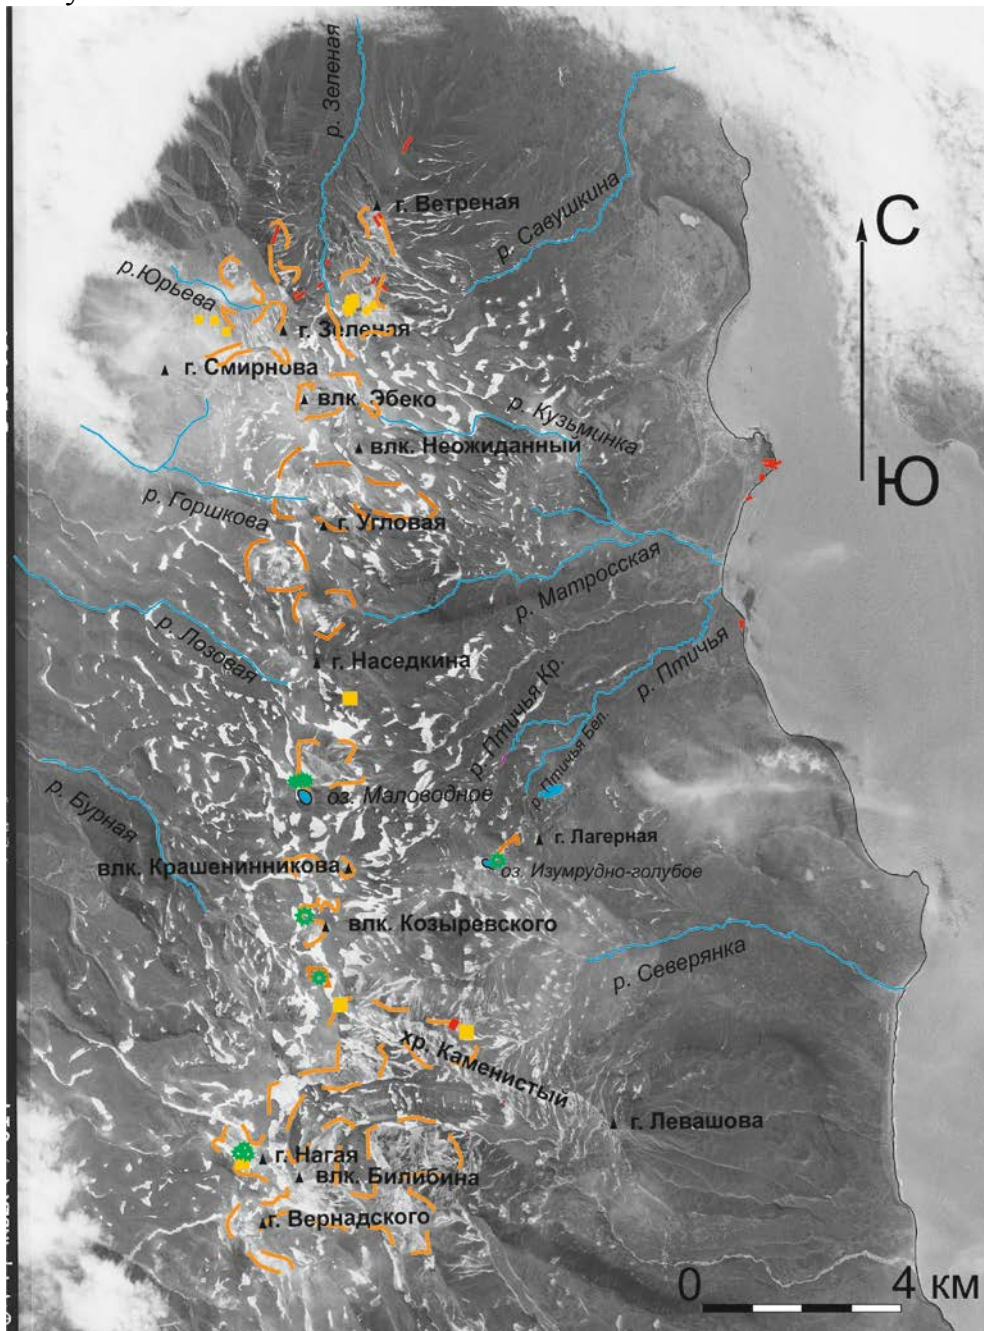 р. Зеленая
г. Ветреная
С
р. Савушкина
р.Юрьева
г. Зеленая
г. Смирнова
влк. Эбеко
р. Кузьминка
влк. Неожиданный
Ю
р. Горшкова
г. Угловая
р. Матросская
р. Лозовая
г. Наседкина
р. Птичья
р. Птичья Кр.
р. Птичья Бел.
оз. Маловодное
р. Бурная
г. Лагерная
влк. Крашенинникова
оз. Изумрудно-голубое
влк. Козыревского
р. Северянка
хр. Каменистый
г. Левашова
г. Нагая
влк. Билибина
г. Вернадского
0 4 км